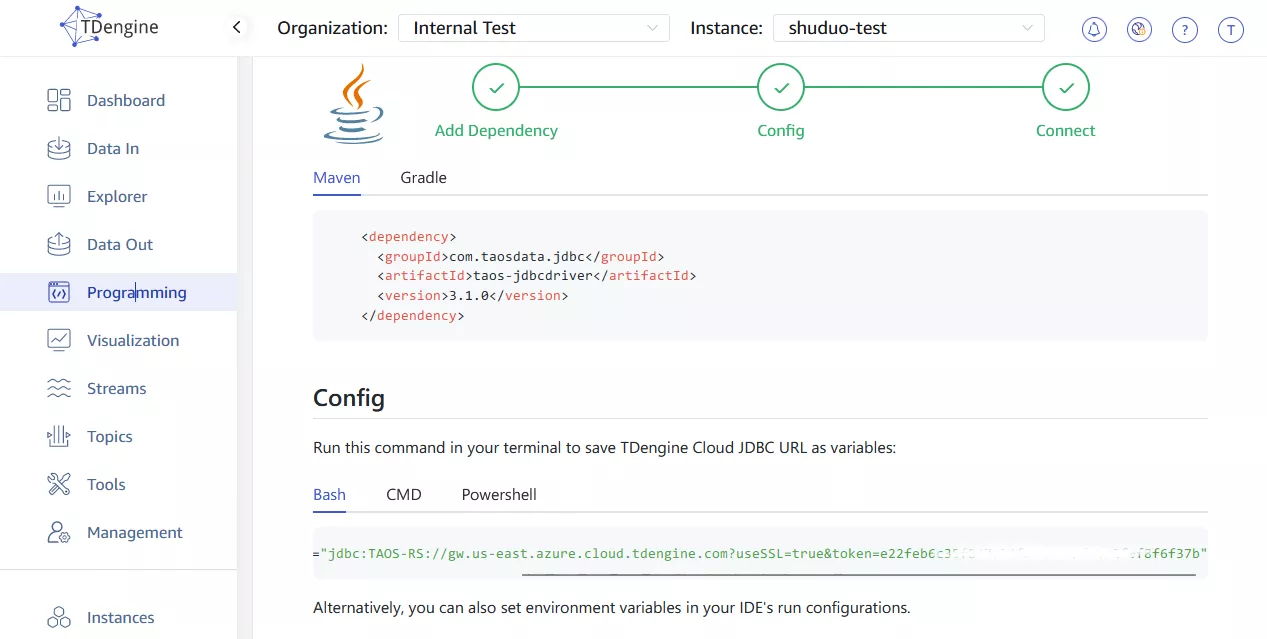 TDengine
Organization: Internal Test Instance: shuduo-test
? T
Dashboard
Data In
Explorer
Data Out
Programming
Visualization
Streams
Topics
Tools
Management
Instances
Add Dependency Config Connect
Maven Gradle
<dependency>
<groupId>com.taosdata.jdbc</groupId>
<artifactId>taos-jdbcdriver</artifactId>
<version>3.1.0</version>
</dependency>
Config
Run this command in your terminal to save TDengine Cloud JDBC URL as variables:
Bash CMD Powershell
="jdbc:TAOS-RS://gw.us-east.azure.cloud.tdengine.com?useSSL=true&token=
Alternatively, you can also set environment variables in your IDE's run configurations.